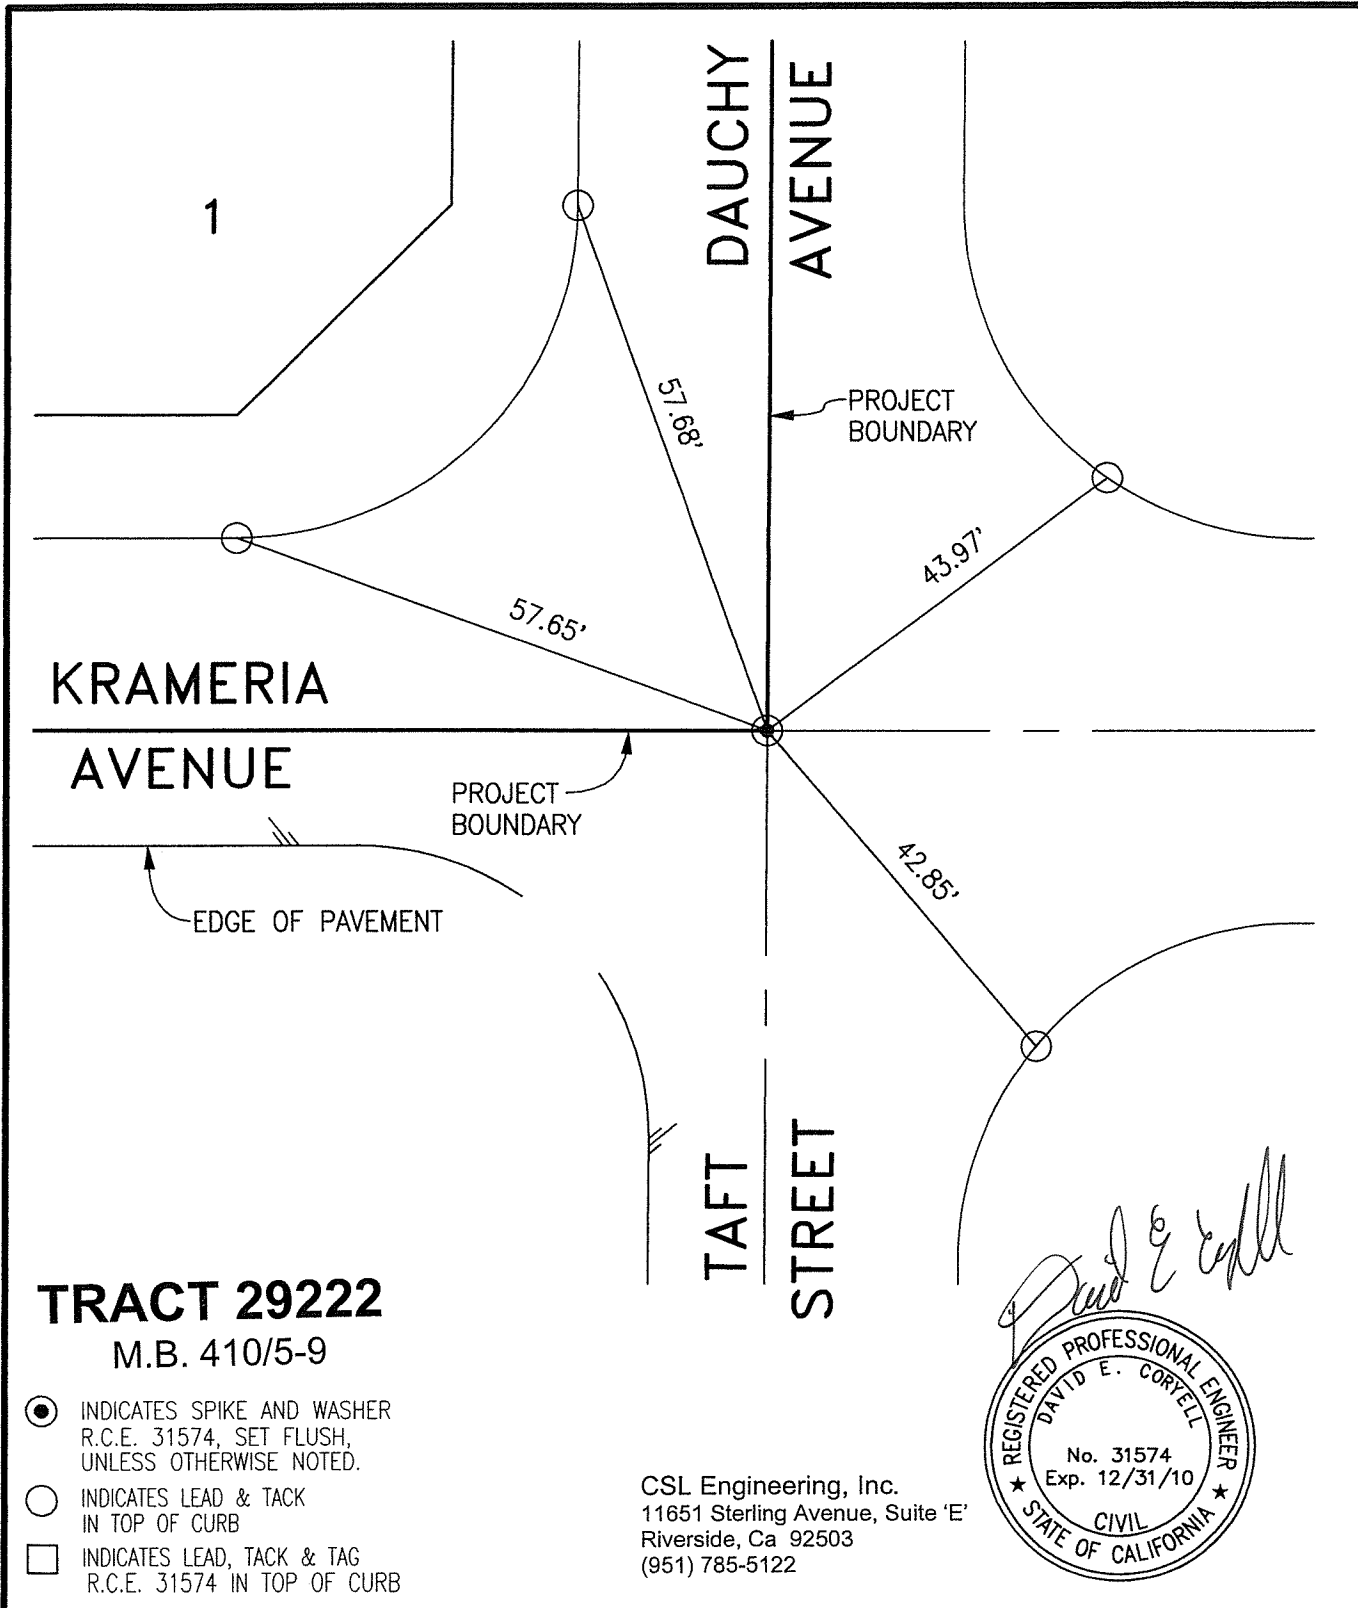 DAUCHY
AVENUE
1
57.68'
PROJECT
BOUNDARY
43.97'
57.65'
KRAMERIA
AVENUE
PROJECT
BOUNDARY
42.85'
EDGE OF PAVEMENT
TAFT
STREET
TRACT 29222
M.B. 410/5-9
INDICATES SPIKE AND WASHER
R.C.E. 31574, SET FLUSH,
UNLESS OTHERWISE NOTED.
INDICATES LEAD & TACK
IN TOP OF CURB
INDICATES LEAD, TACK & TAG
R.C.E. 31574 IN TOP OF CURB
CSL Engineering, Inc.
11651 Sterling Avenue, Suite 'E'
Riverside, Ca 92503
(951) 785-5122
David E Coryell
REGISTERED PROFESSIONAL ENGINEER
DAVID E. CORYELL
No. 31574
Exp. 12/31/10
CIVIL
STATE OF CALIFORNIA